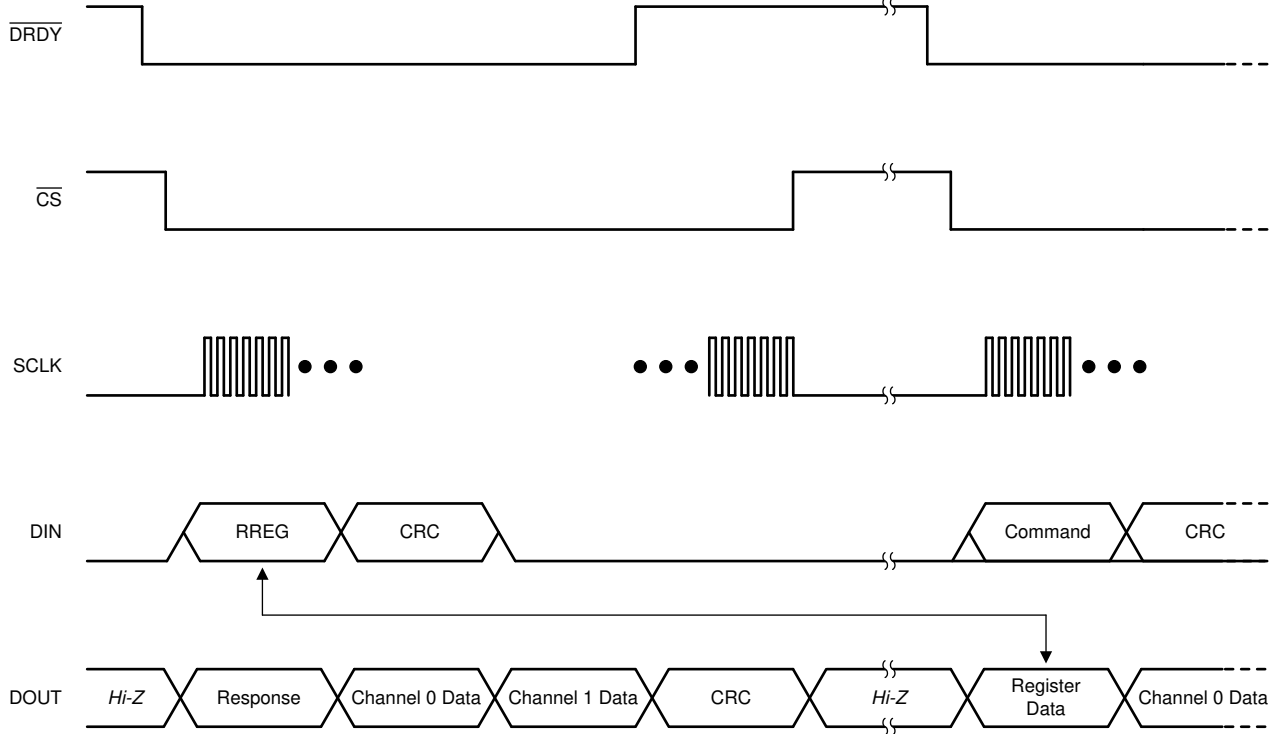 DRDY
CS
SCLK
DIN
RREG
CRC
Command
CRC
DOUT
Hi-Z
Response
Channel 0 Data
Channel 1 Data
CRC
Hi-Z
Register
Data
Channel 0 Data